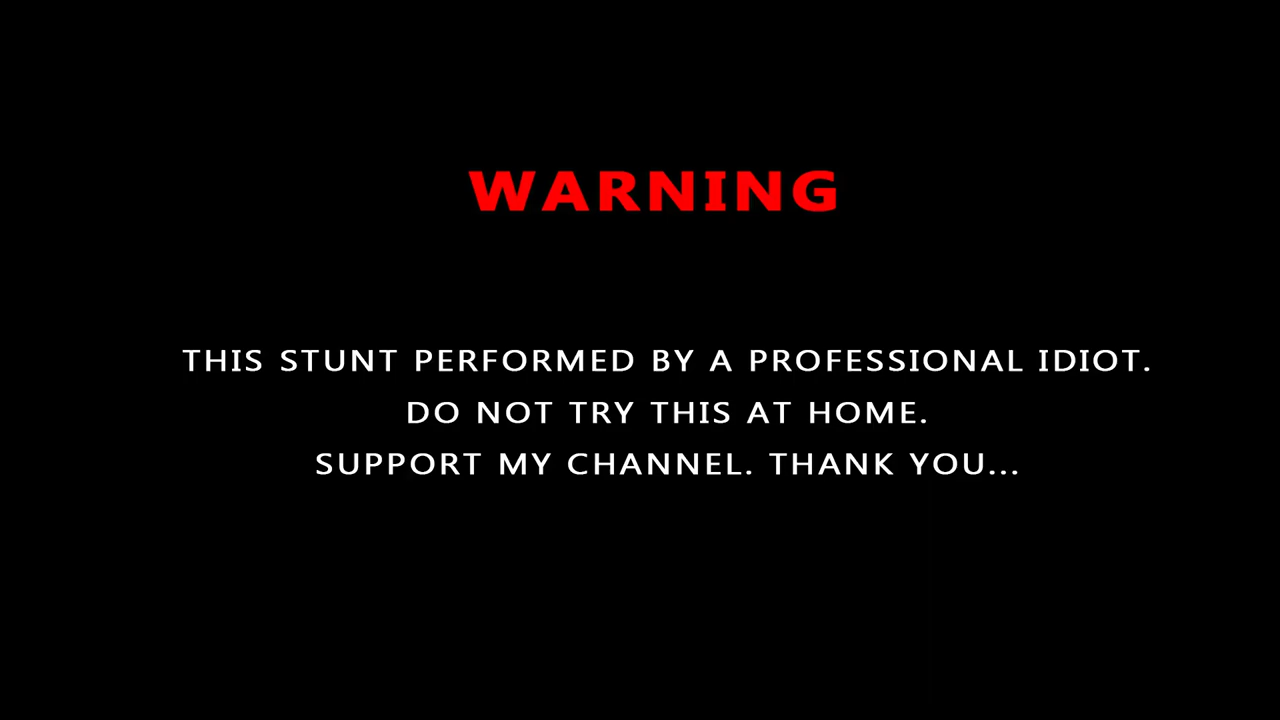 WARNING
THIS STUNT PERFORMED BY A PROFESSIONAL IDIOT.
DO NOT TRY THIS AT HOME.
SUPPORT MY CHANNEL. THANK YOU...